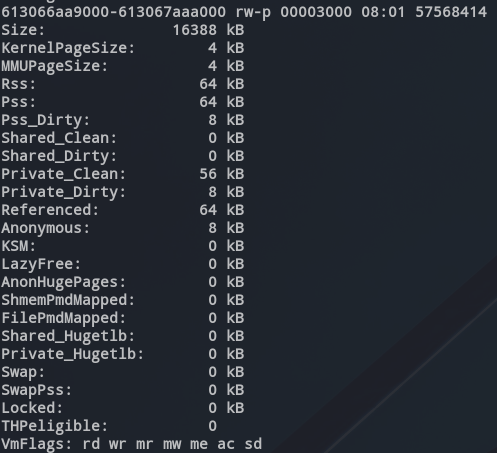 613066aa9000-613067aaa000 rw-p 00003000 08:01 57568414
Size: 16388 kB
KernelPageSize: 4 kB
MMUPageSize: 4 kB
Rss: 64 kB
Pss: 64 kB
Pss_Dirty: 8 kB
Shared_Clean: 0 kB
Shared_Dirty: 0 kB
Private_Clean: 56 kB
Private_Dirty: 8 kB
Referenced: 64 kB
Anonymous: 8 kB
KSM: 0 kB
LazyFree: 0 kB
AnonHugePages: 0 kB
ShmemPmdMapped: 0 kB
FilePmdMapped: 0 kB
Shared_Hugetlb: 0 kB
Private_Hugetlb: 0 kB
Swap: 0 kB
SwapPss: 0 kB
Locked: 0 kB
THPeligible: 0
VmFlags: rd wr mr mw me ac sd